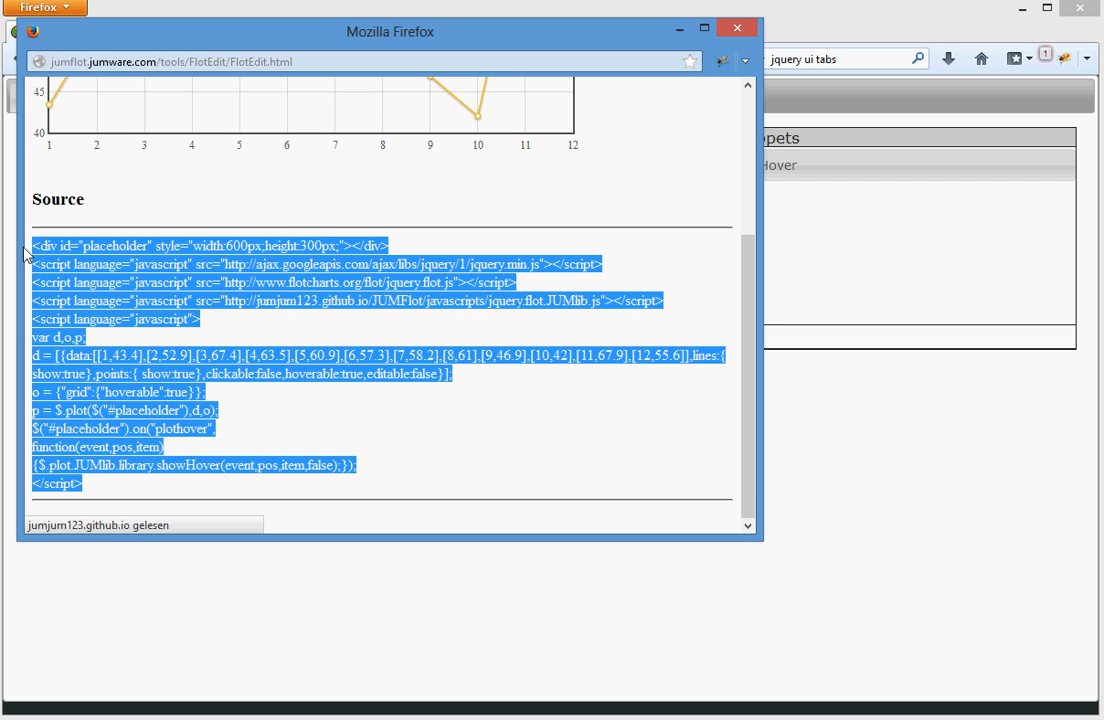 Firefox
Mozilla Firefox
jumflot.jumware.com/tools/FlotEdit/FlotEdit.html
jquery ui tabs
1
45
40
1 2 3 4 5 6 7 8 9 10 11 12
Source
<div id="placeholder" style="width:600px;height:300px;"></div>
<script language="javascript" src="http://ajax.googleapis.com/ajax/libs/jquery/1/jquery.min.js"></script>
<script language="javascript" src="http://www.flotcharts.org/flot/jquery.flot.js"></script>
<script language="javascript" src="http://jumjum123.github.io/JUMFlot/javascripts/jquery.flot.JUMlib.js"></script>
<script language="javascript">
var d,o,p;
d = [{data:[[1,43.4],[2,52.9],[3,67.4],[4,63.5],[5,60.9],[6,57.3],[7,58.2],[8,61],[9,46.9],[10,42],[11,67.9],[12,55.6]],lines:{
show:true},points:{ show:true},clickable:false,hoverable:true,editable:false}];
o = {"grid":{"hoverable":true}};
p = $.plot($("#placeholder"),d,o);
$("#placeholder").on("plothover",
function(event,pos,item)
{$.plot.JUMlib.library.showHover(event,pos,item,false);});
</script>
jumjum123.github.io gelesen
pets
Hover